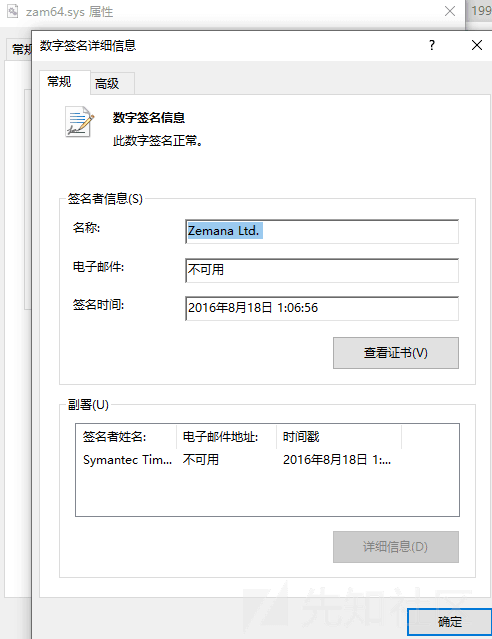 zam64.sys 属性
199
常规
数字签名详细信息
常规
高级
数字签名信息
此数字签名正常。
签名者信息(S)
名称:
Zemana Ltd.
电子邮件:
不可用
签名时间:
2016年8月18日 1:06:56
查看证书(V)
副署(U)
签名者姓名: 电子邮件地址: 时间戳
Symantec Tim... 不可用 2016年8月18日 1:...
详细信息(D)
先知社区
确定